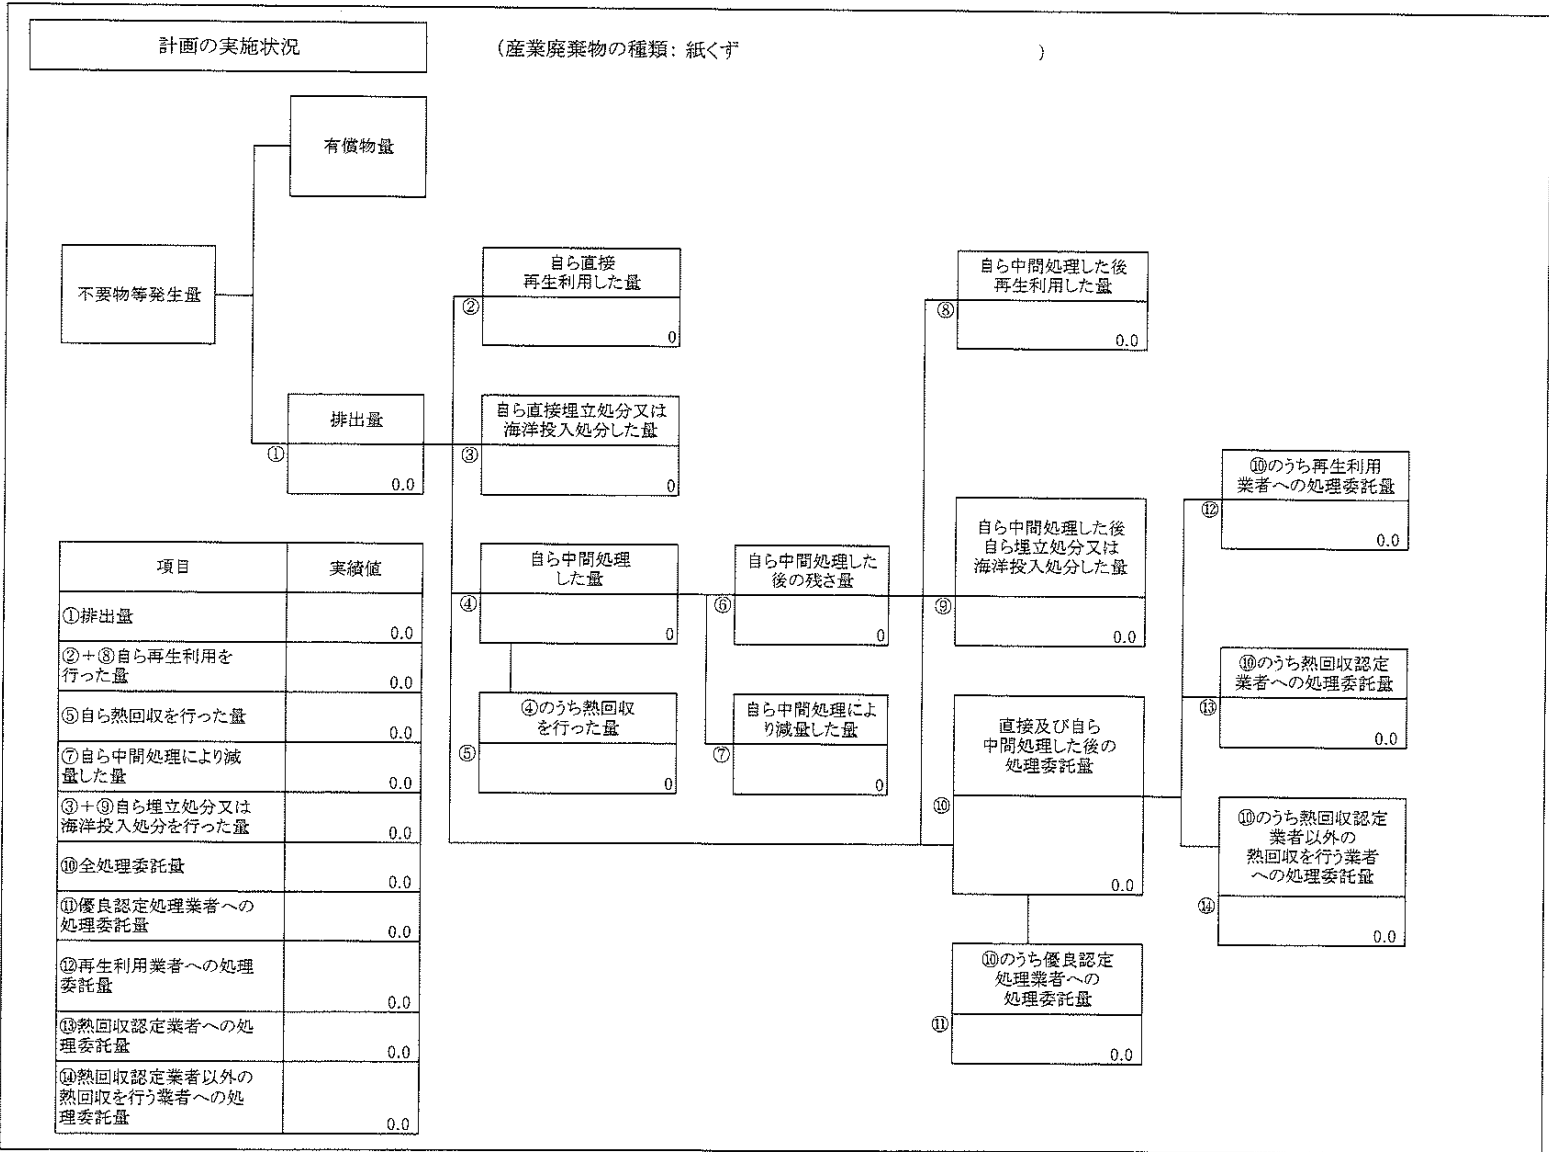 計画の実施状況
(産業廃棄物の種類: 紙くず )
有償物量
不要物等発生量
排出量
①
0.0
自ら直接
再生利用した量
②
0
自ら直接埋立処分又は
海洋投入処分した量
③
0
自ら中間処理
した量
④
0
④のうち熱回収
を行った量
⑤
0
自ら中間処理した
後の残さ量
⑥
0
自ら中間処理によ
り減量した量
⑦
0
自ら中間処理した後
再生利用した量
⑧
0.0
自ら中間処理した後
自ら埋立処分又は
海洋投入処分した量
⑨
0.0
直接及び自ら
中間処理した後の
処理委託量
⑩
0.0
⑩のうち優良認定
処理業者への
処理委託量
⑪
0.0
⑩のうち再生利用
業者への処理委託量
⑫
0.0
⑩のうち熱回収認定
業者への処理委託量
⑬
0.0
⑩のうち熱回収認定
業者以外の
熱回収を行う業者
への処理委託量
⑭
0.0
項目 実績値
①排出量
0.0
②+⑧自ら再生利用を
行った量
0.0
⑤自ら熱回収を行った量
0.0
⑦自ら中間処理により減
量した量
0.0
③+⑨自ら埋立処分又は
海洋投入処分を行った量
0.0
⑩全処理委託量
0.0
⑪優良認定処理業者への
処理委託量
0.0
⑫再生利用業者への処理
委託量
0.0
⑬熱回収認定業者への処
理委託量
0.0
⑭熱回収認定業者以外の
熱回収を行う業者への処
理委託量
0.0